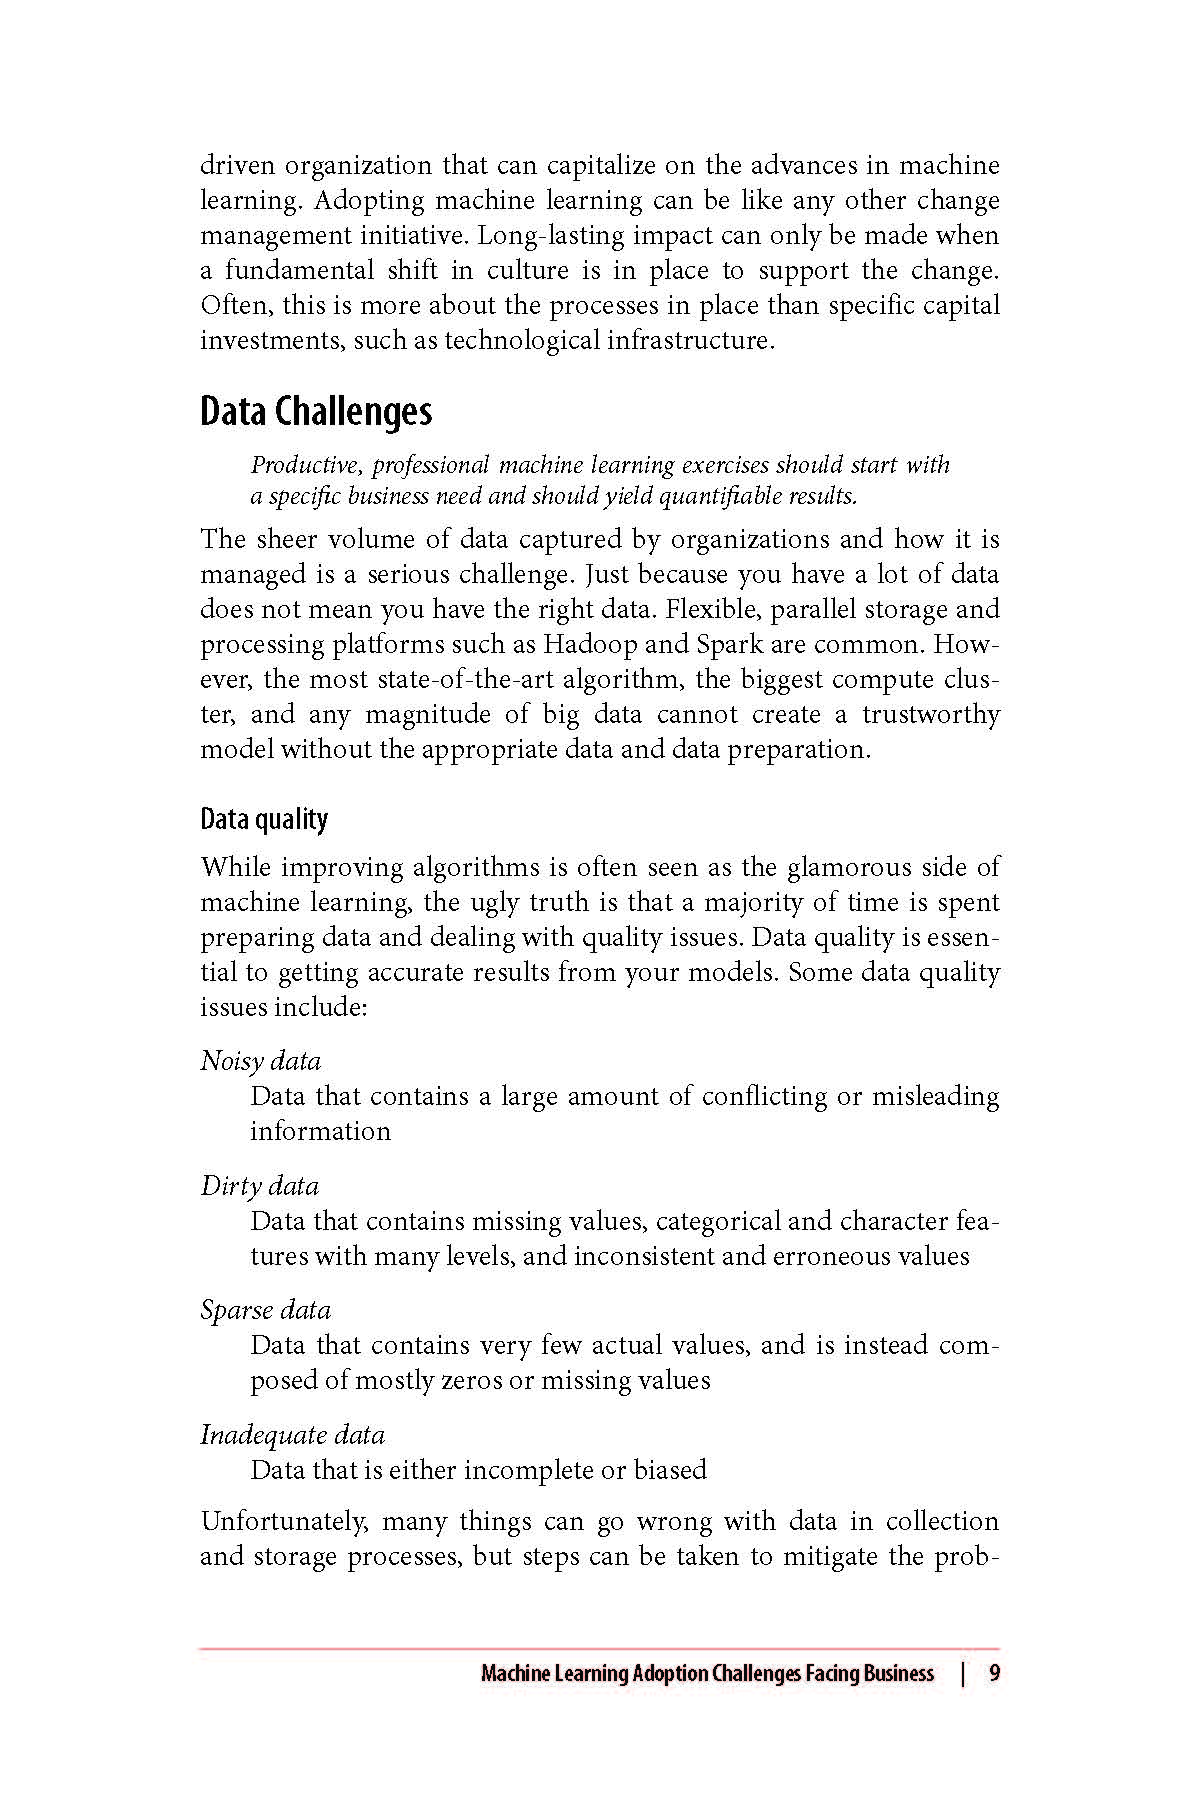 driven organization that can capitalize on the advances in machine
learning. Adopting machine learning can be like any other change
management initiative. Long-lasting impact can only be made when
a fundamental shift in culture is in place to support the change.
Often, this is more about the processes in place than specific capital
investments, such as technological infrastructure.
Data Challenges
Productive, professional machine learning exercises should start with
a specific business need and should yield quantifiable results.
The sheer volume of data captured by organizations and how it is
managed is a serious challenge. Just because you have a lot of data
does not mean you have the right data. Flexible, parallel storage and
processing platforms such as Hadoop and Spark are common. How-
ever, the most state-of-the-art algorithm, the biggest compute clus-
ter, and any magnitude of big data cannot create a trustworthy
model without the appropriate data and data preparation.
Data quality
While improving algorithms is often seen as the glamorous side of
machine learning, the ugly truth is that a majority of time is spent
preparing data and dealing with quality issues. Data quality is essen-
tial to getting accurate results from your models. Some data quality
issues include:
Noisy data
Data that contains a large amount of conflicting or misleading
information
Dirty data
Data that contains missing values, categorical and character fea-
tures with many levels, and inconsistent and erroneous values
Sparse data
Data that contains very few actual values, and is instead com-
posed of mostly zeros or missing values
Inadequate data
Data that is either incomplete or biased
Unfortunately, many things can go wrong with data in collection
and storage processes, but steps can be taken to mitigate the prob-
Machine Learning Adoption Challenges Facing Business | 9